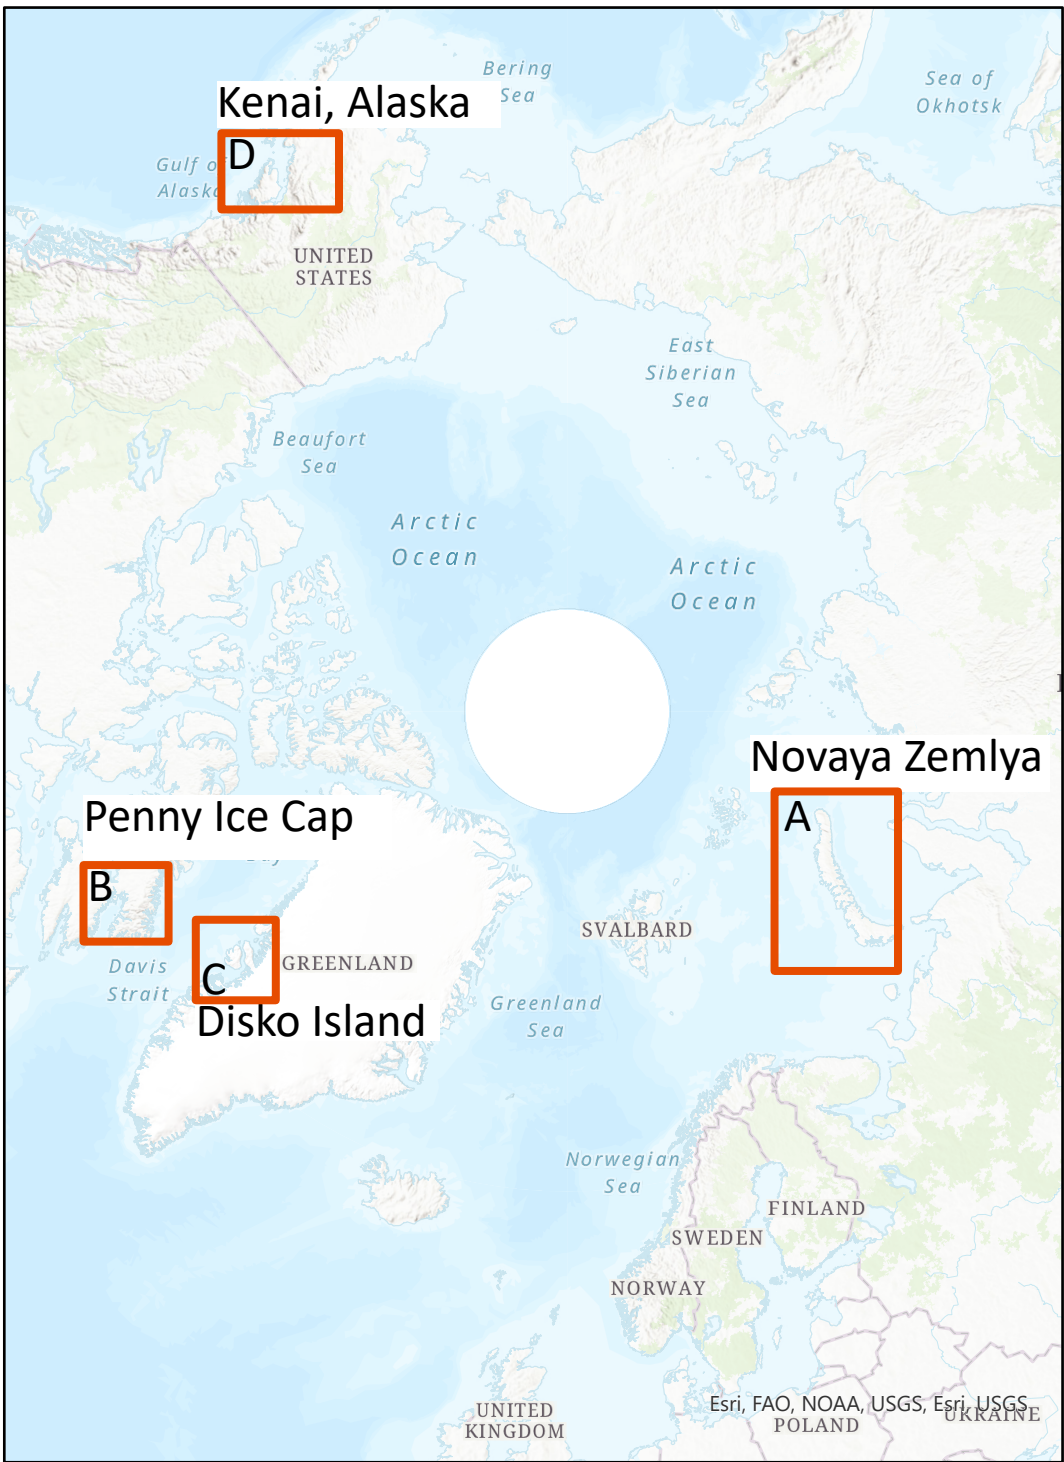 Bering
Sea
Sea of
Okhotsk
Kenai, Alaska
D
Gulf of
Alaska
UNITED
STATES
East
Siberian
Sea
Beaufort
Sea
Arctic
Ocean
Arctic
Ocean
Novaya Zemlya
A
Penny Ice Cap
B
SVALBARD
Davis
Strait
C
GREENLAND
Disko Island
Greenland
Sea
Norwegian
Sea
FINLAND
SWEDEN
NORWAY
UNITED
KINGDOM
Esri, FAO, NOAA, USGS, Esri, USGS
POLAND
UKRAINE